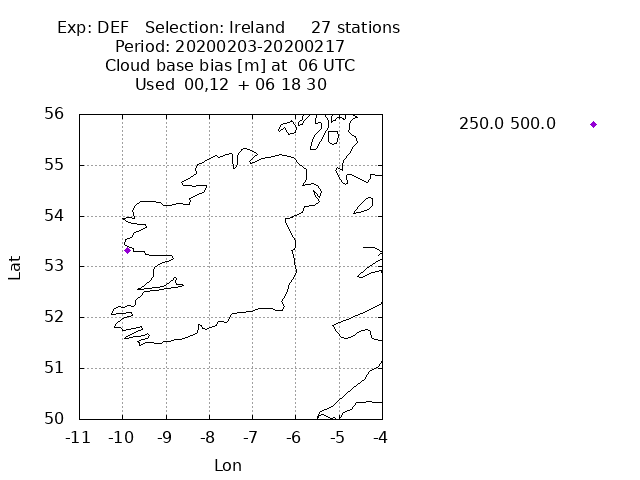 Exp: DEF   Selection: Ireland     27 stations
Period: 20200203-20200217
Cloud base bias [m] at  06 UTC
Used  00,12  + 06 18 30
250.0 500.0
56
55
54
53
52
51
50
Lat
-11 -10 -9 -8 -7 -6 -5 -4
Lon